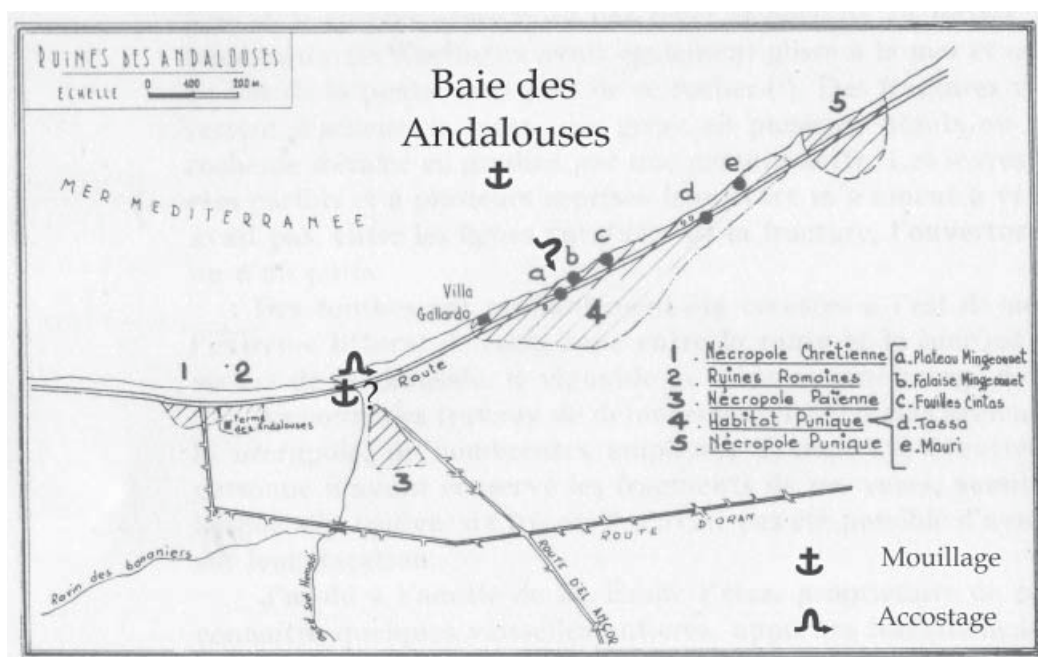 RUINES DES ANDALOUSES
ECHELLE 0 400 200 m.
Baie des
Andalouses
MER MEDITERRANEE
5
e
d
?
c
b
a
4
Villa
Gallardo
1 2
?
Route
3
des Andalouses
1 Nécropole Chrétienne
2 Ruines Romaines
3 Nécropole Païenne
4 Habitat Punique
5 Nécropole Punique
a. Plateau Mingeonnet
b. Falaise Mingeonnet
c. Fouilles Cintas
d. Tassa
e. Mauri
ROUTE D'ORAN
Ravin des bananiers
ROUTE D'EL ANCOR
Mouillage
Accostage